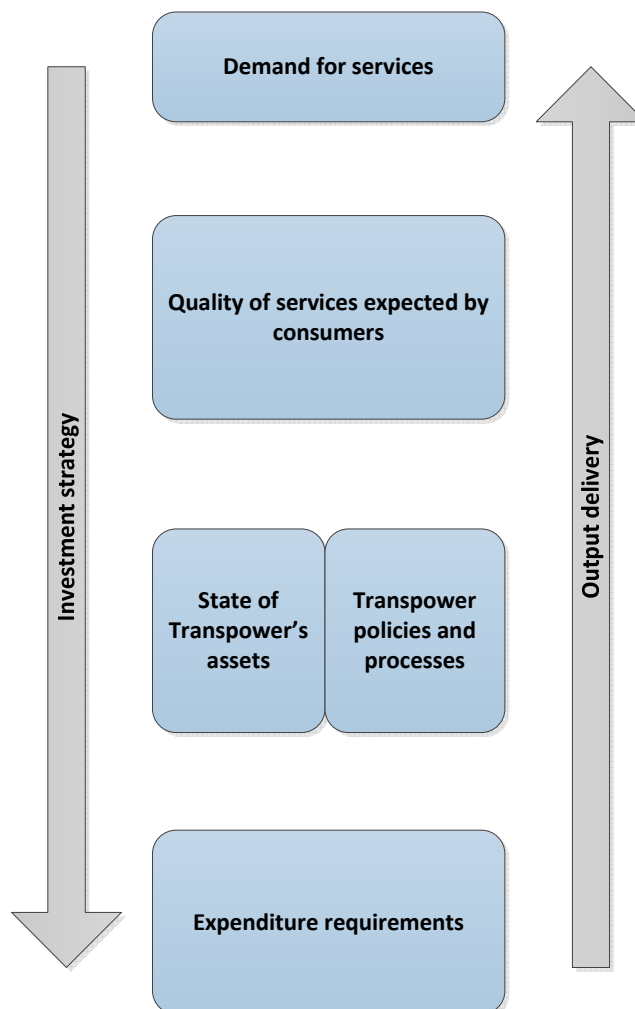 Demand for services
Quality of services expected by
consumers
Investment strategy
Output delivery
State of
Transpower’s
assets
Transpower
policies and
processes
Expenditure requirements